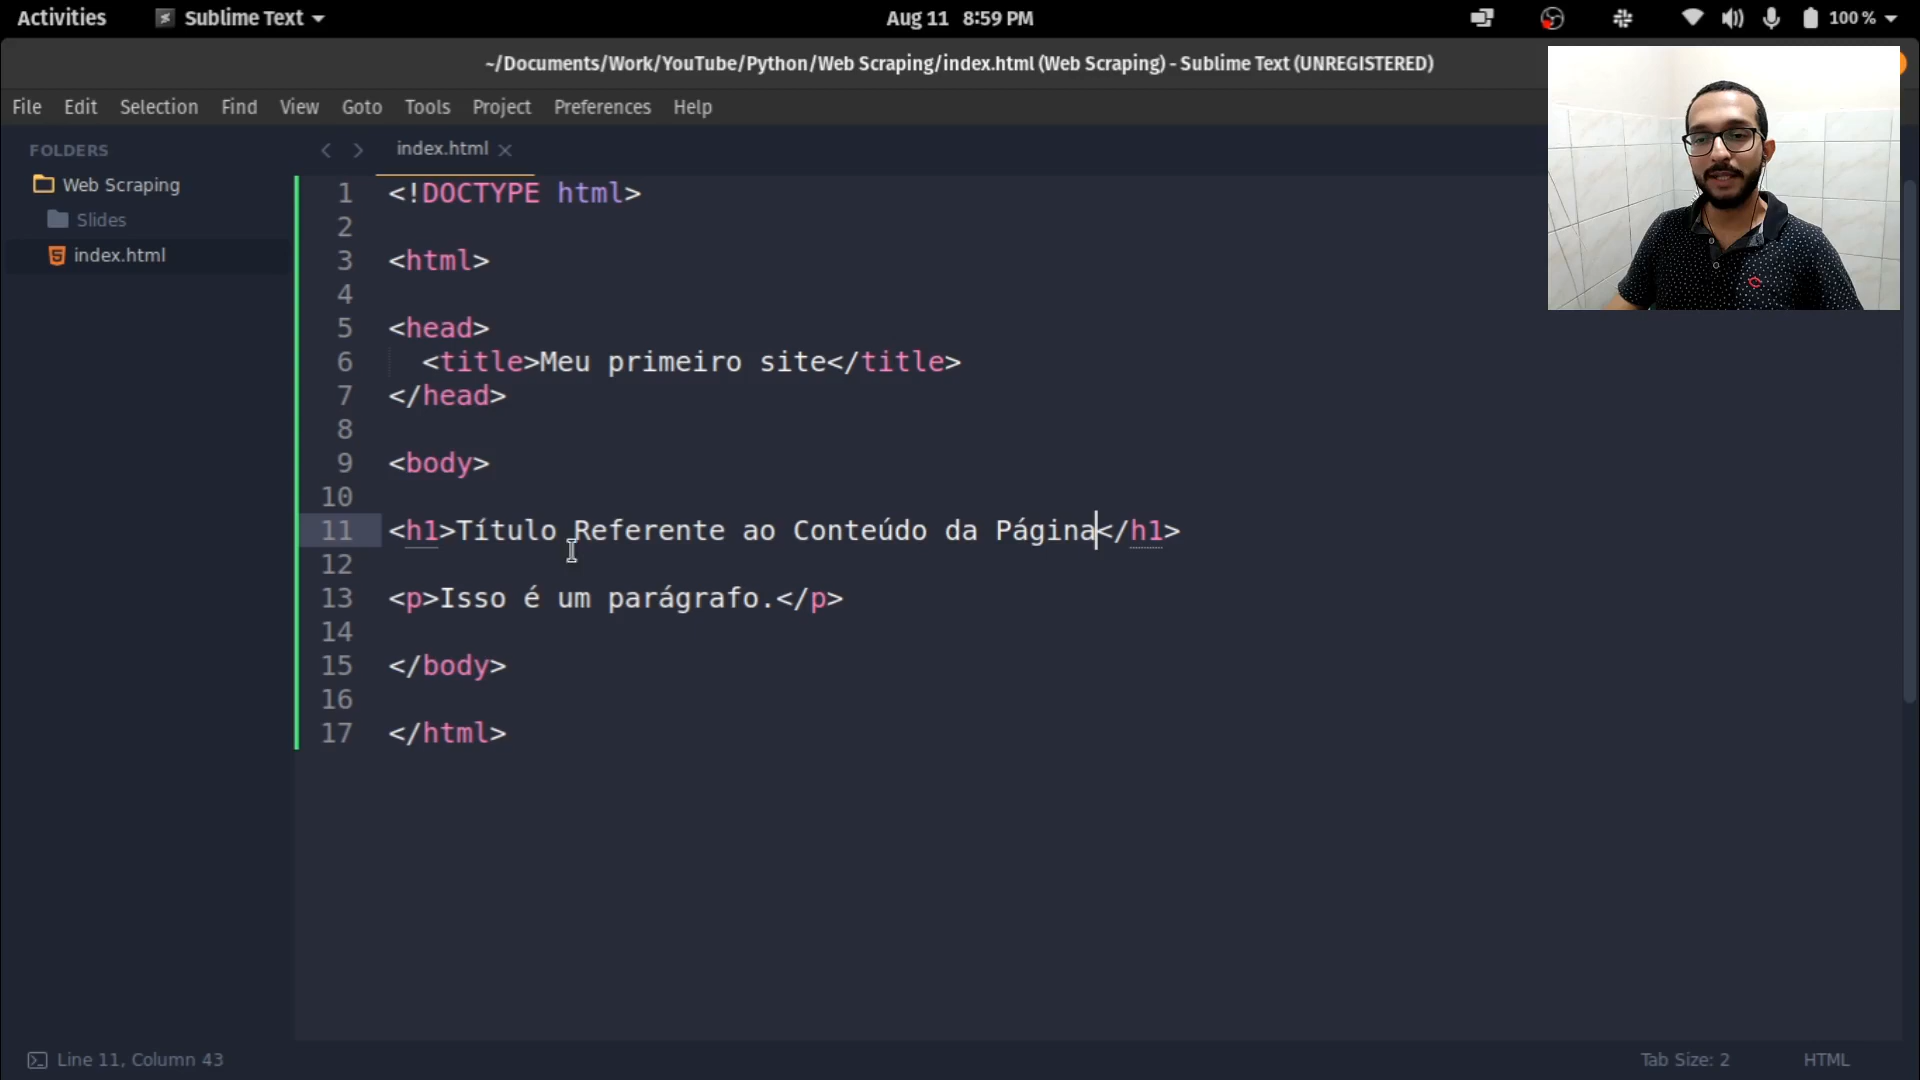 Activities Sublime Text Aug 11 8:59 PM 100 %
~/Documents/Work/YouTube/Python/Web Scraping/index.html (Web Scraping) - Sublime Text (UNREGISTERED)
File Edit Selection Find View Goto Tools Project Preferences Help
FOLDERS
Web Scraping
Slides
index.html
index.html
1 <!DOCTYPE html>
2
3 <html>
4
5 <head>
6 <title>Meu primeiro site</title>
7 </head>
8
9 <body>
10
11 <h1>Título Referente ao Conteúdo da Página</h1>
12
13 <p>Isso é um parágrafo.</p>
14
15 </body>
16
17 </html>
Line 11, Column 43 Tab Size: 2 HTML